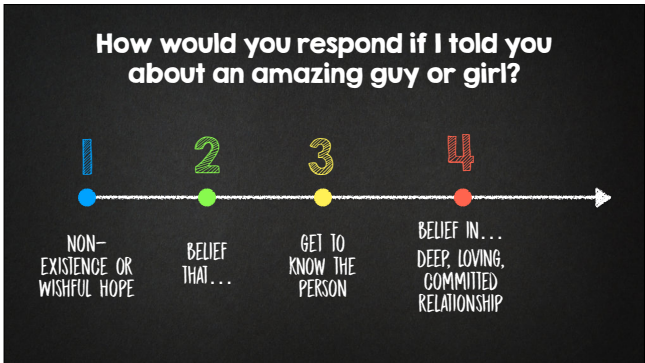 How would you respond if I told you
about an amazing guy or girl?
1
2
3
4
NON-
EXISTENCE OR
WISHFUL HOPE
BELIEF
THAT...
GET TO
KNOW THE
PERSON
BELIEF IN...
DEEP, LOVING,
COMMITTED
RELATIONSHIP